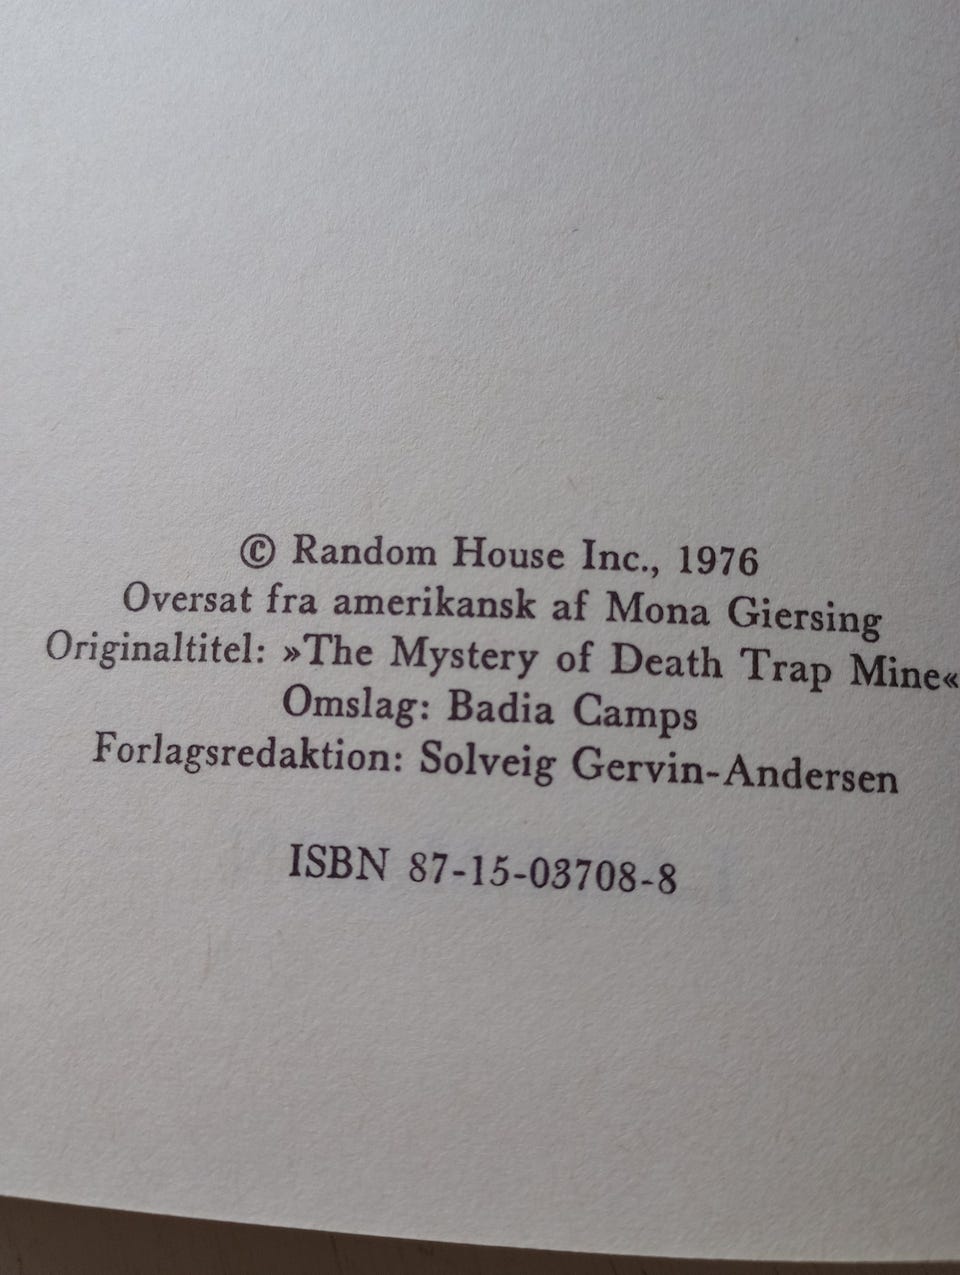 © Random House Inc., 1976
Oversat fra amerikansk af Mona Giersing
Originaltitel: »The Mystery of Death Trap Mine«
Omslag: Badia Camps
Forlagsredaktion: Solveig Gervin-Andersen
ISBN 87-15-03708-8